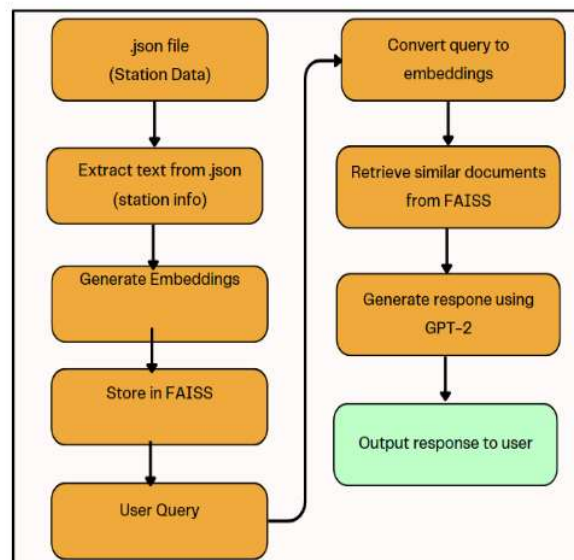 .json file
(Station Data)
Extract text from .json
(station info)
Generate Embeddings
Store in FAISS
User Query
Convert query to
embeddings
Retrieve similar documents
from FAISS
Generate respone using
GPT-2
Output response to user